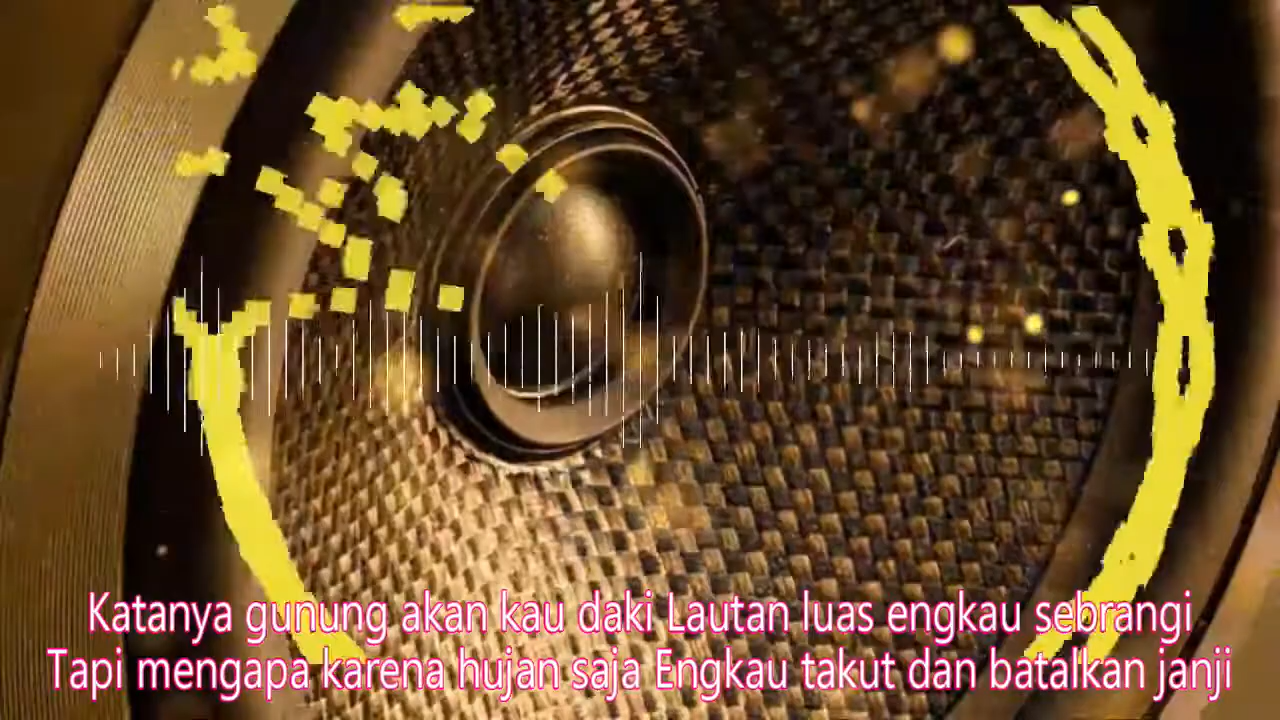 Katanya gunung akan kau daki Lautan luas engkau sebrangi
Tapi mengapa karena hujan saja Engkau takut dan batalkan janji